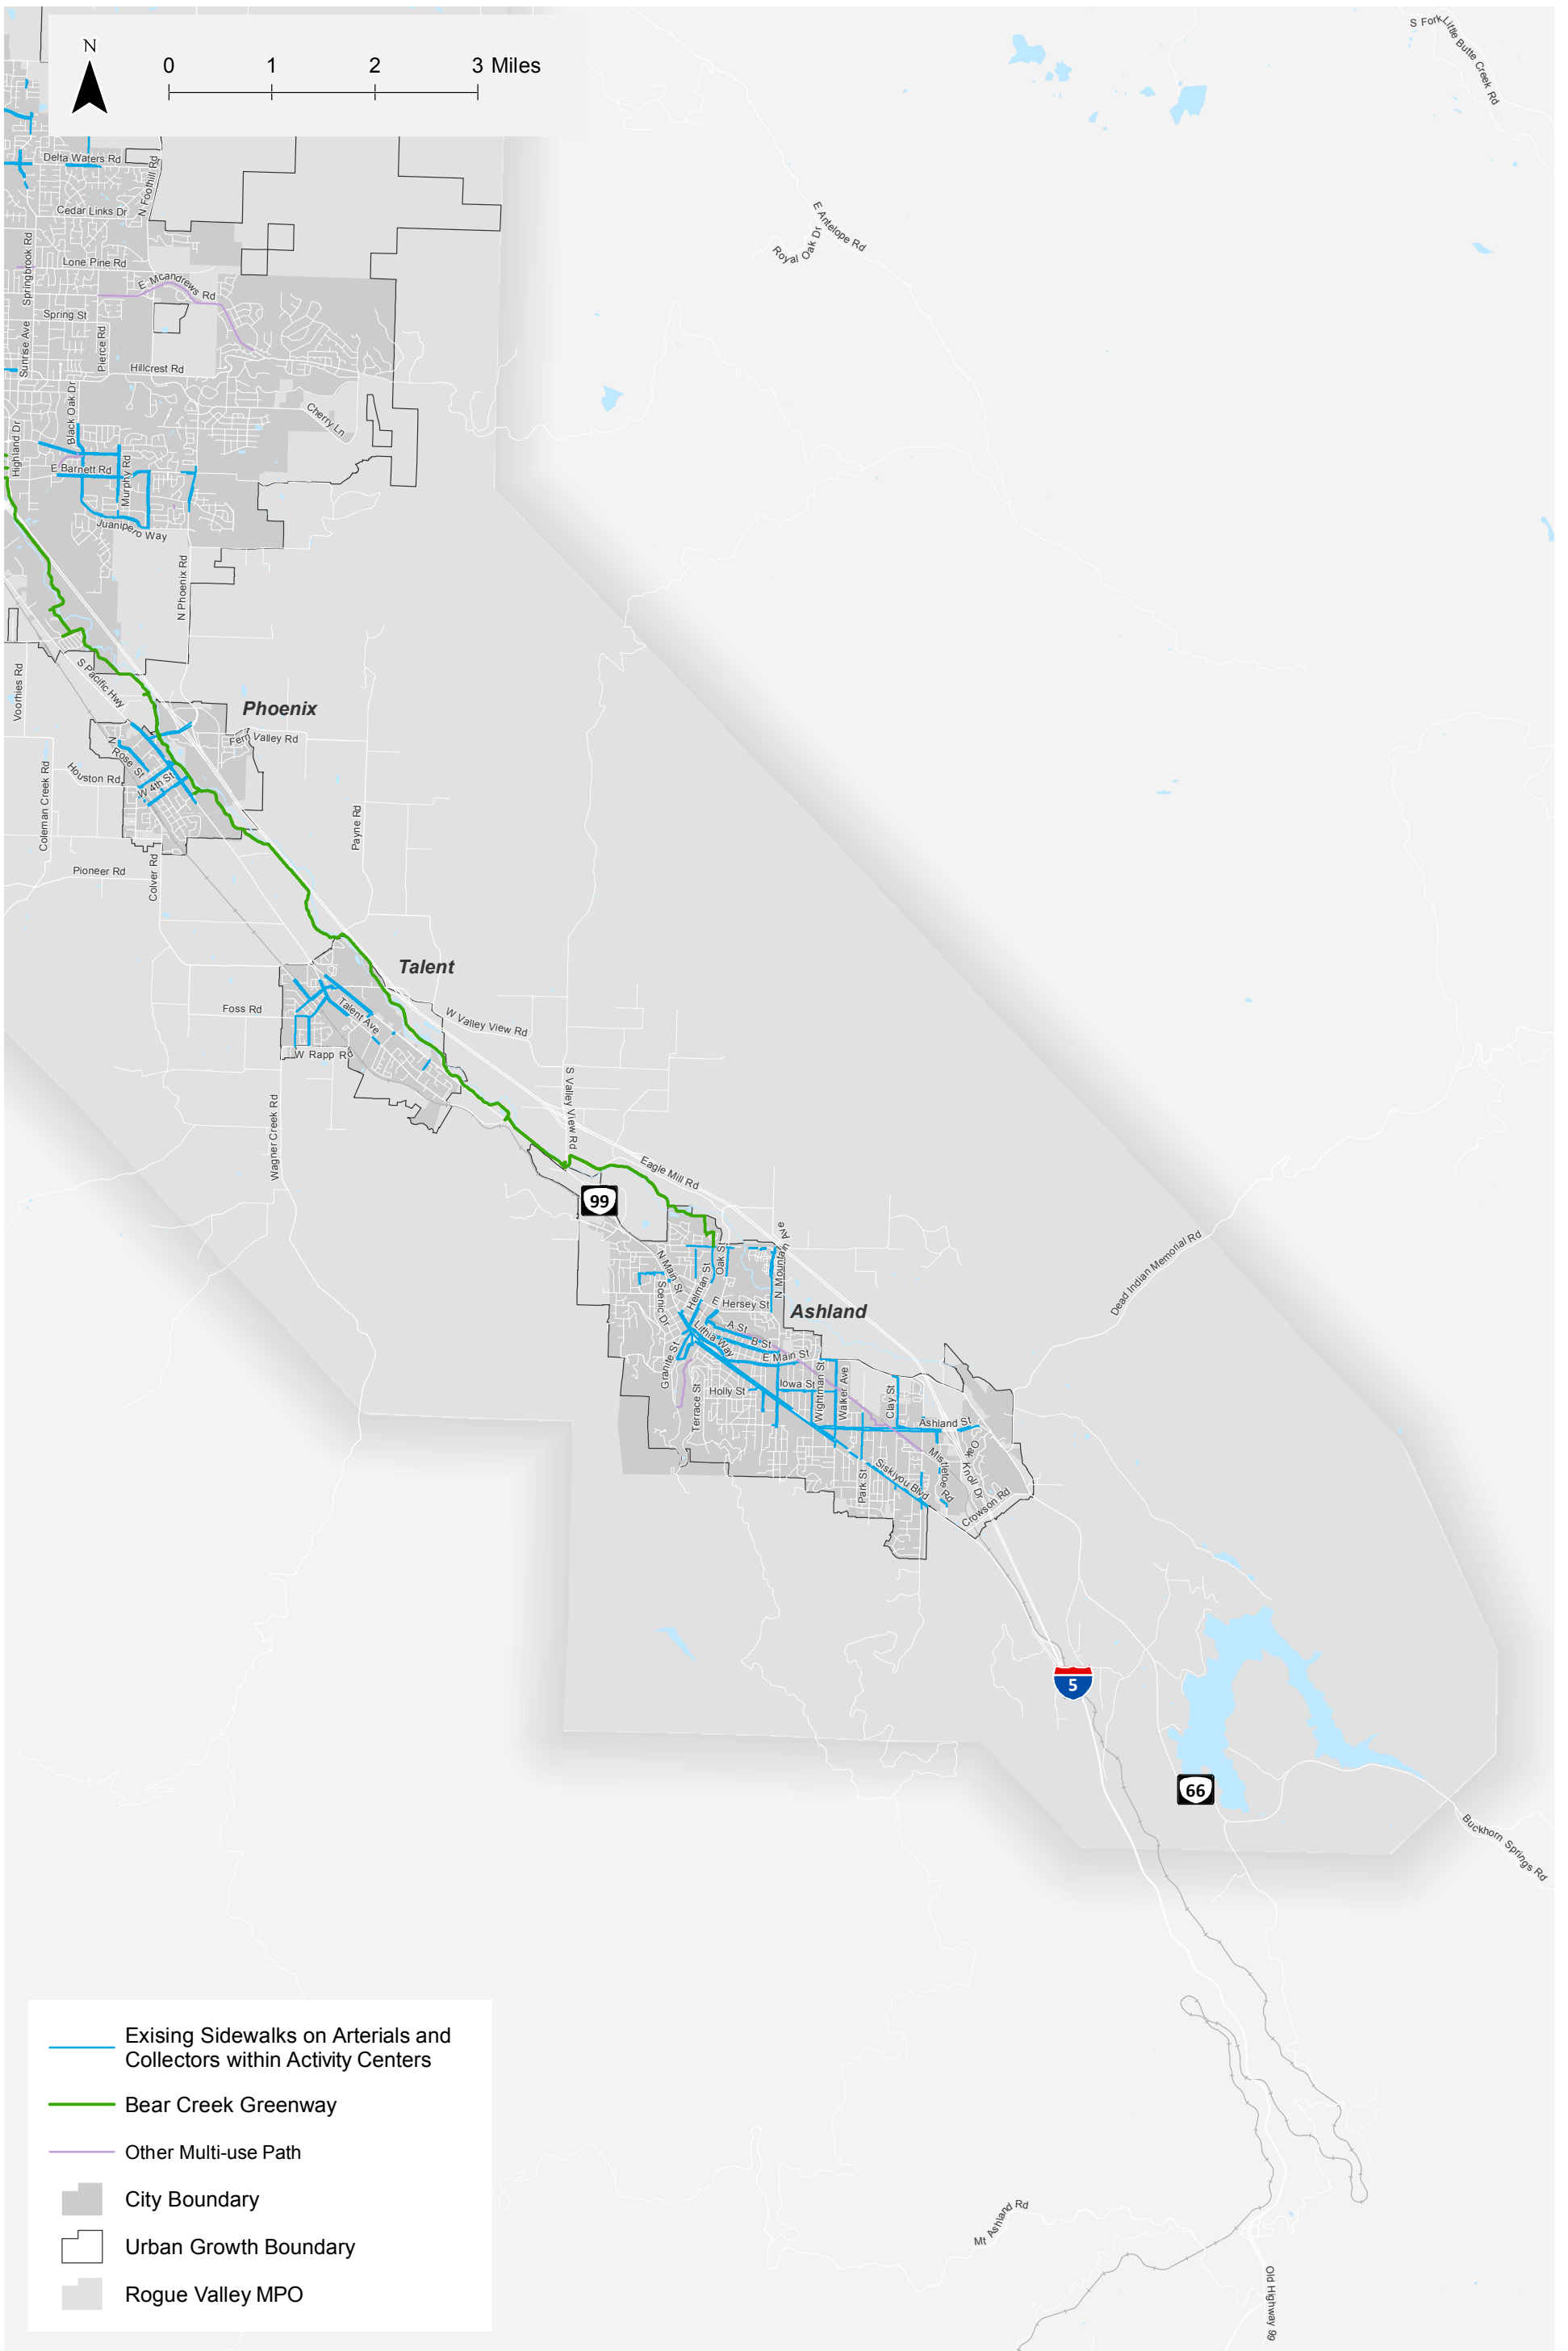 N
0 1 2 3 Miles
S Fork Little Butte Creek Rd
Delta Waters Rd
N Foothill Rd
Cedar Links Dr
E Antelope Rd
Royal Oak Dr
Springbrook Rd
Lone Pine Rd
E Mcandrews Rd
Spring St
Sunrise Ave
Pierce Rd
Hillcrest Rd
Black Oak Dr
Cherry Ln
Highland Dr
E Barnett Rd
Murphy Rd
Juanipero Way
N Phoenix Rd
Voorhies Rd
S Pacific Hwy
Phoenix
Fern Valley Rd
N Rose St
Houston Rd
W 4th St
Coleman Creek Rd
Payne Rd
Pioneer Rd
Colver Rd
Talent
Foss Rd
Talent Ave
W Valley View Rd
W Rapp Rd
S Valley View Rd
Wagner Creek Rd
Eagle Mill Rd
99
N Mountain Ave
Oak St
N Main St
Helman St
Scenic Dr
E Hersey St
Ashland
Dead Indian Memorial Rd
A St
B St
Lithia Way
E Main St
Granite St
Terrace St
Holly St
Iowa St
Wightman St
Walker Ave
Clay St
Ashland St
Siskiyou Blvd
Park St
Mistletoe Rd
Oak Knoll Dr
Crowson Rd
5
66
Buckhorn Springs Rd
Mt Ashland Rd
Old Highway 99
Exising Sidewalks on Arterials and
Collectors within Activity Centers
Bear Creek Greenway
Other Multi-use Path
City Boundary
Urban Growth Boundary
Rogue Valley MPO